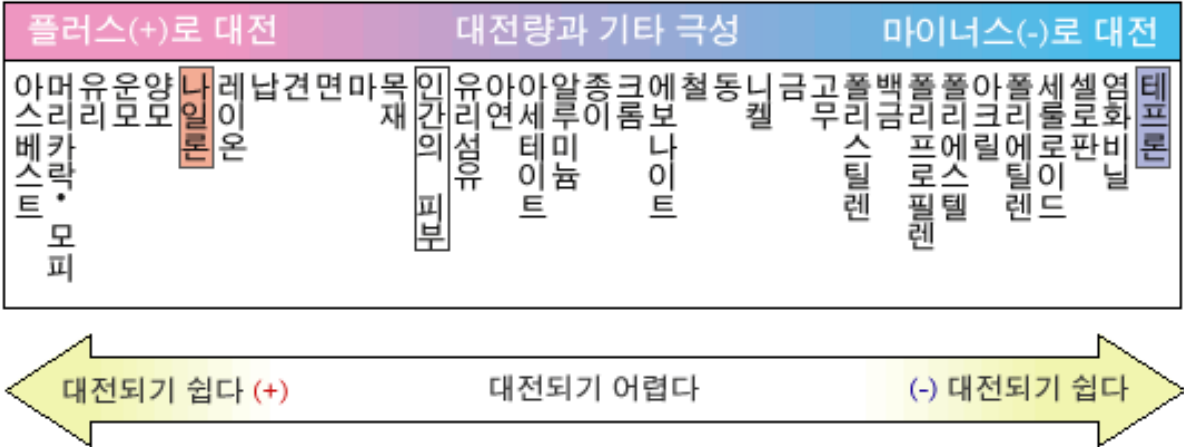 플러스(+)로 대전
대전량과 기타 극성
마이너스(-)로 대전
아스베스트
머리카락・모피
유리
운모
양모
나일론
레이온
납
견
면
마
목재
인간의 피부
유리섬유
아연
아세테이트
알루미늄
종이
크롬
에보나이트
철
동
니켈
금
고무
폴리스틸렌
백금
폴리프로필렌
폴리에스텔
아크릴
폴리에틸렌
세룰로이드
셀로판
염화비닐
테프론
대전되기 쉽다 (+)
대전되기 어렵다
(-) 대전되기 쉽다